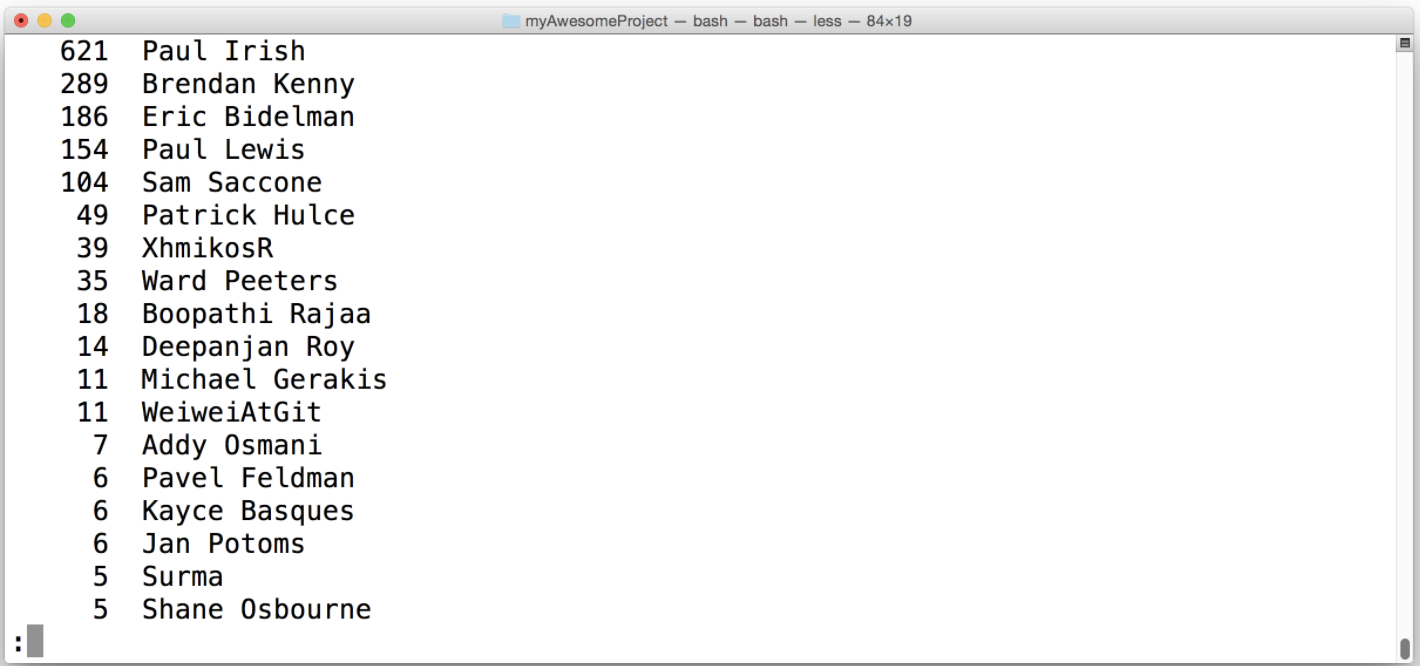 myAwesomeProject — bash — bash — less — 84×19
621 Paul Irish
289 Brendan Kenny
186 Eric Bidelman
154 Paul Lewis
104 Sam Saccone
49 Patrick Hulce
39 XhmikosR
35 Ward Peeters
18 Boopathi Rajaa
14 Deepanjan Roy
11 Michael Gerakis
11 WeiweiAtGit
7 Addy Osmani
6 Pavel Feldman
6 Kayce Basques
6 Jan Potoms
5 Surma
5 Shane Osbourne
: